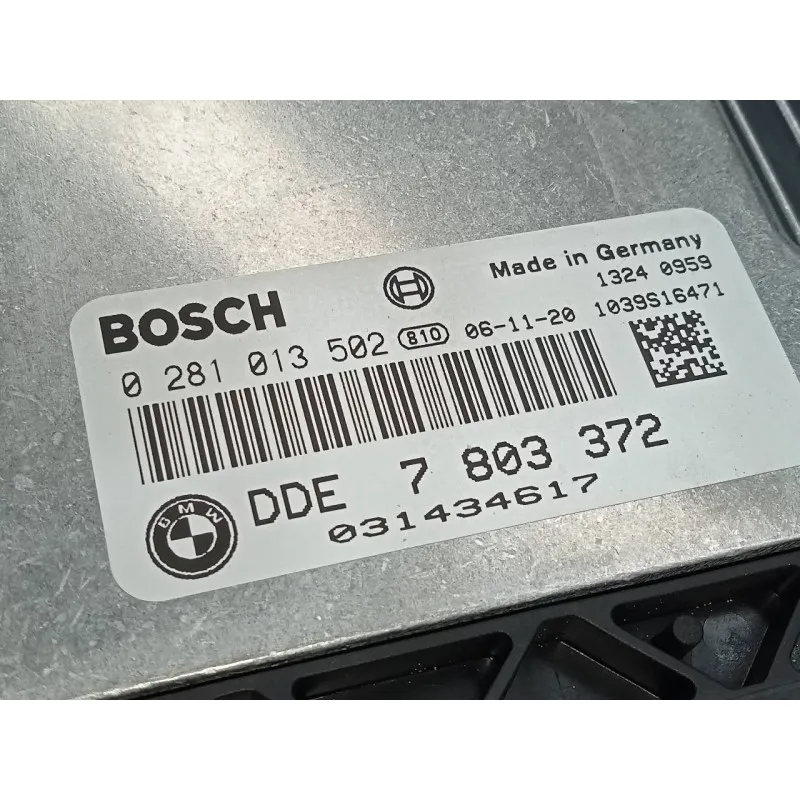 BOSCH
Made in Germany
1324 0959
0 281 013 502 810 06-11-20 1039S16471
BMW
DDE 7 803 372
031434617